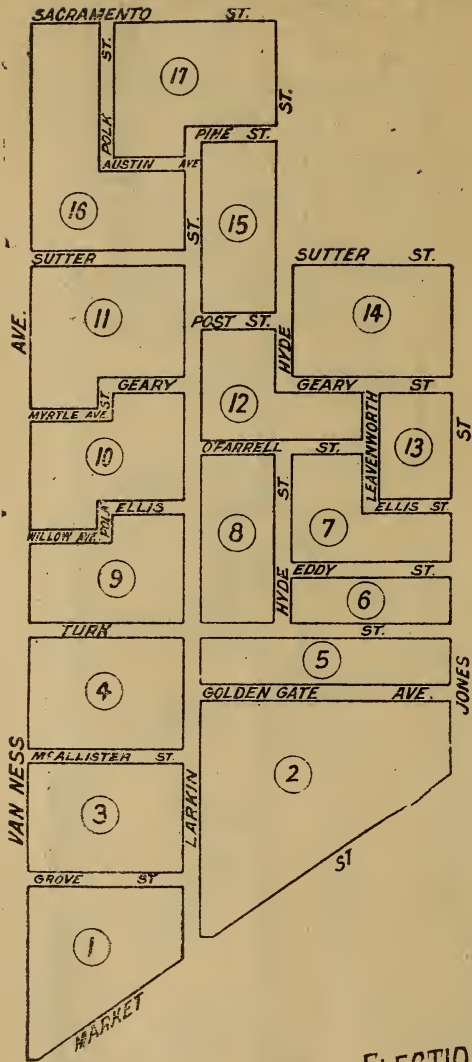 SACRAMENTO ST.
POLK ST.
17
ST.
PINE ST.
AUSTIN AVE
16
ST.
15
SUTTER
SUTTER ST.
AVE.
11
POST ST.
HYDE
14
GEARY
GEARY ST
MYRTLE AVE.
ST.
12
LEAVENWORTH
13
ST
10
O'FARRELL ST.
ELLIS
ELLIS ST.
WILLOW AVE.
POLK
8
ST.
7
9
HYDE
EDDY ST.
6
TURK ST.
5
4
GOLDEN GATE AVE.
JONES
McALLISTER ST.
VAN NESS
3
LARKIN
2
GROVE ST
ST
1
MARKET
ELECTIO